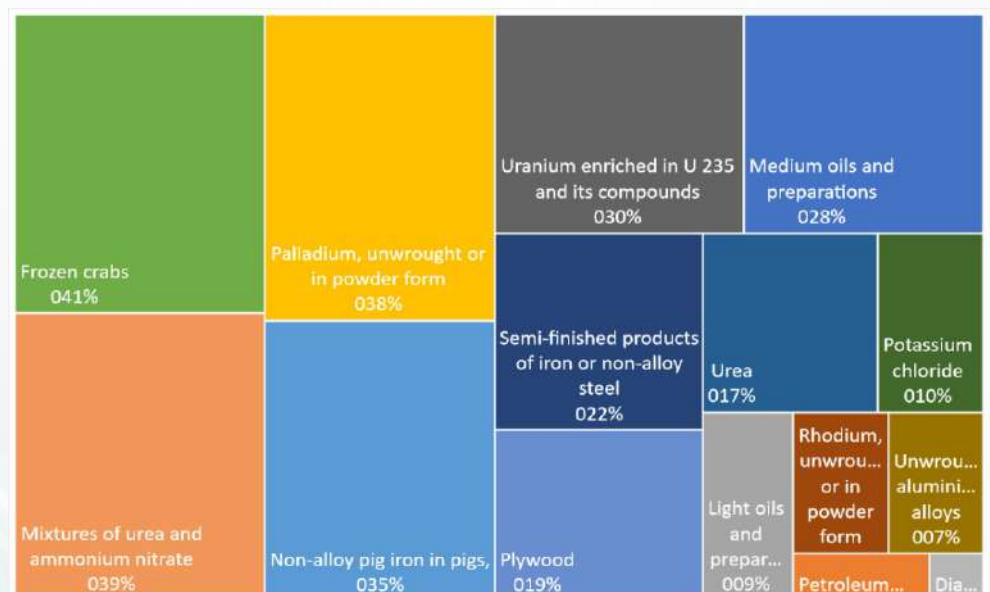 Frozen crabs
041%
Palladium, unwrought or
in powder form
038%
Uranium enriched in U 235
and its compounds
030%
Medium oils and
preparations
028%
Mixtures of urea and
ammonium nitrate
039%
Non-alloy pig iron in pigs,
035%
Semi-finished products
of iron or non-alloy
steel
022%
Plywood
019%
Urea
017%
Potassium
chloride
010%
Light oils
and
prepar...
009%
Rhodium,
unwrou...
or in
powder
form
Unwrou...
alumini...
alloys
007%
Petroleum...
Dia...